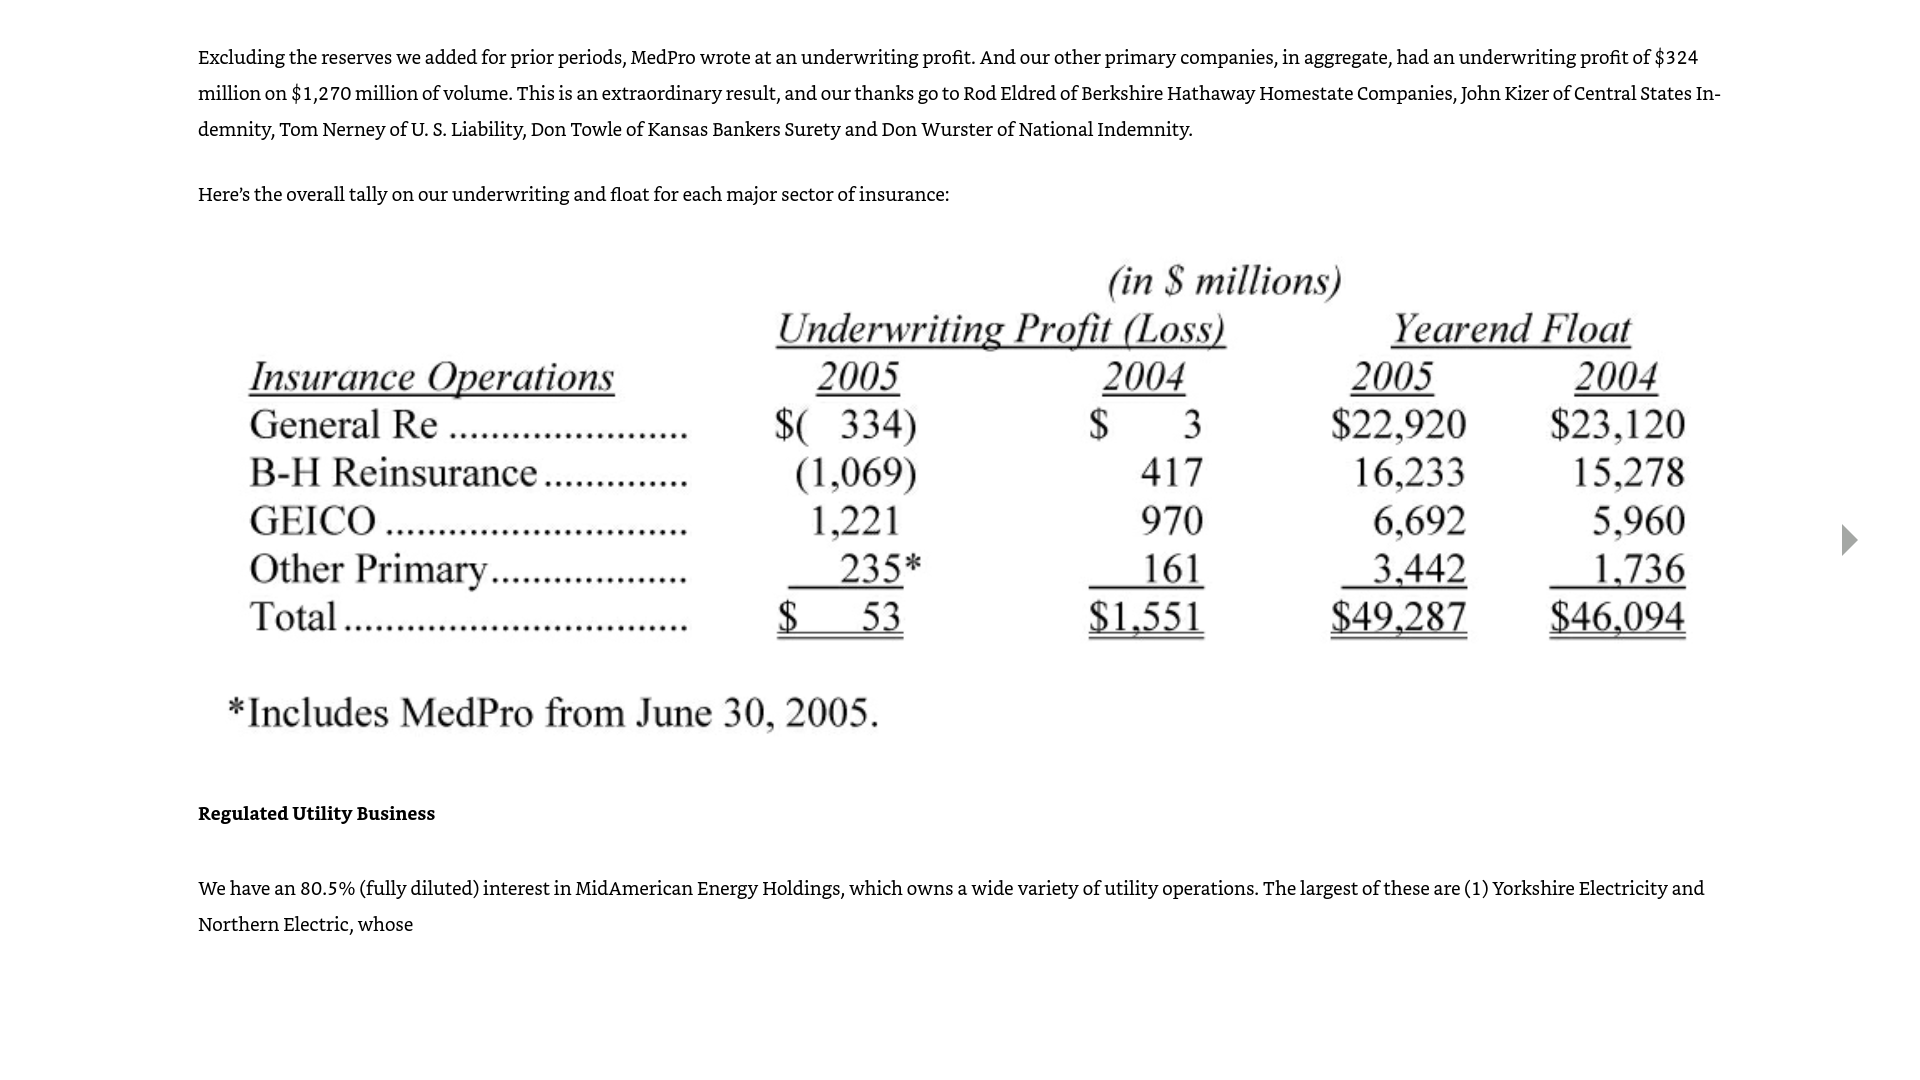 Excluding the reserves we added for prior periods, MedPro wrote at an underwriting profit. And our other primary companies, in aggregate, had an underwriting profit of $324
million on $1,270 million of volume. This is an extraordinary result, and our thanks go to Rod Eldred of Berkshire Hathaway Homestate Companies, John Kizer of Central States In-
demnity, Tom Nerney of U. S. Liability, Don Towle of Kansas Bankers Surety and Don Wurster of National Indemnity.
Here’s the overall tally on our underwriting and float for each major sector of insurance:
(in $ millions)
Underwriting Profit (Loss) Yearend Float
Insurance Operations 2005 2004 2005 2004
General Re ....................... $( 334) $ 3 $22,920 $23,120
B-H Reinsurance.............. (1,069) 417 16,233 15,278
GEICO ............................. 1,221 970 6,692 5,960
Other Primary................... 235* 161 3,442 1,736
Total ................................. $ 53 $1,551 $49,287 $46,094
*Includes MedPro from June 30, 2005.
Regulated Utility Business
We have an 80.5% (fully diluted) interest in MidAmerican Energy Holdings, which owns a wide variety of utility operations. The largest of these are (1) Yorkshire Electricity and
Northern Electric, whose